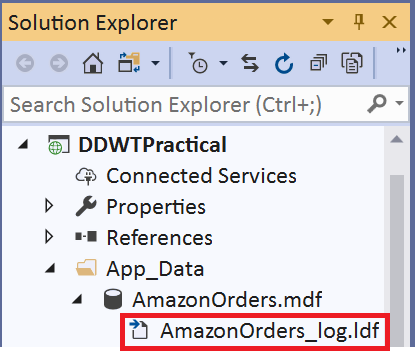 Solution Explorer
Search Solution Explorer (Ctrl+;)
DDWTPractical
Connected Services
Properties
References
App_Data
AmazonOrders.mdf
AmazonOrders_log.ldf